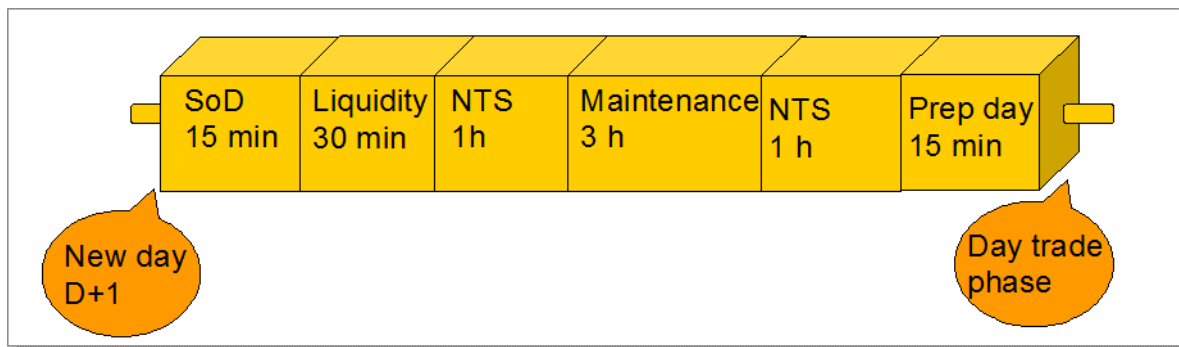 SoD
15 min
Liquidity
30 min
NTS
1h
Maintenance
3 h
NTS
1 h
Prep day
15 min
New day
D+1
Day trade
phase